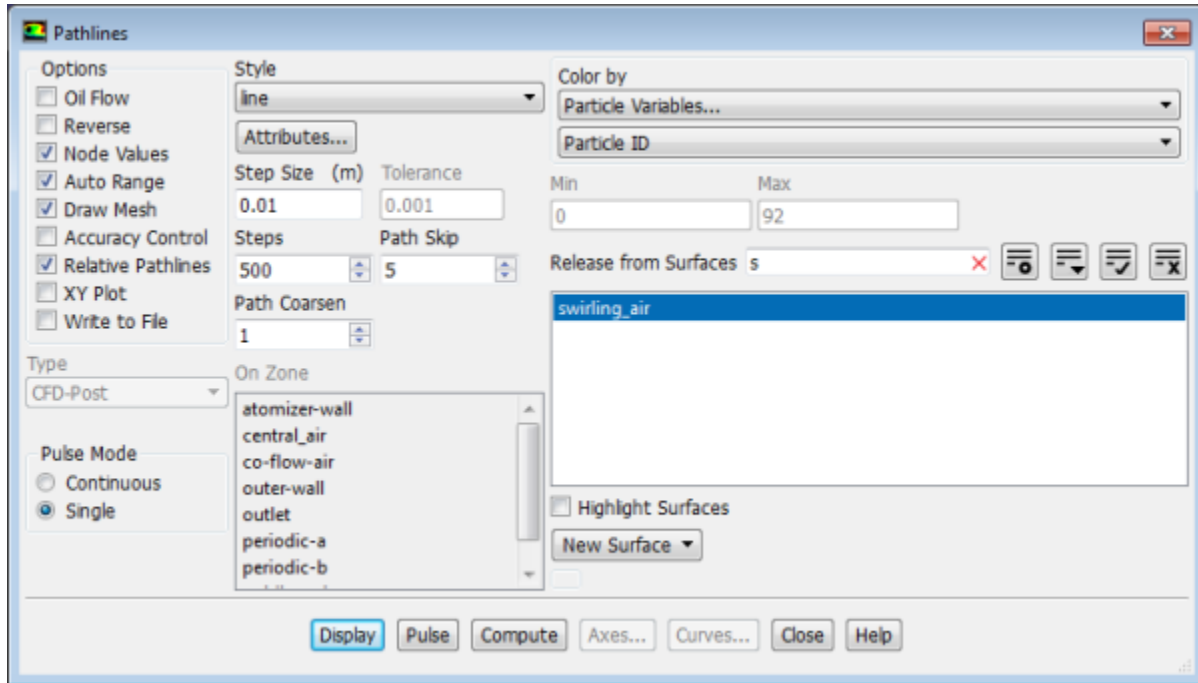 Pathlines
Options
Oil Flow
Reverse
Node Values
Auto Range
Draw Mesh
Accuracy Control
Relative Pathlines
XY Plot
Write to File
Type
CFD-Post
Pulse Mode
Continuous
Single
Style
line
Attributes...
Step Size (m) Tolerance
0.01 0.001
Steps Path Skip
500 5
Path Coarsen
1
On Zone
atomizer-wall
central_air
co-flow-air
outer-wall
outlet
periodic-a
periodic-b
Color by
Particle Variables...
Particle ID
Min Max
0 92
Release from Surfaces s
swirling_air
Highlight Surfaces
New Surface
Display Pulse Compute Axes... Curves... Close Help